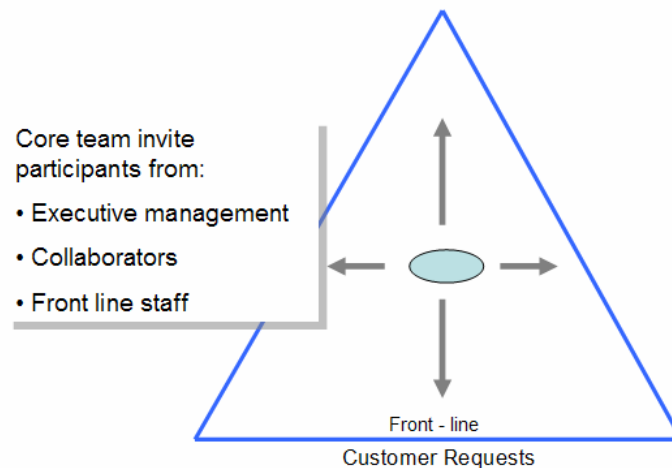 Core team invite
participants from:
• Executive management
• Collaborators
• Front line staff
Front - line
Customer Requests